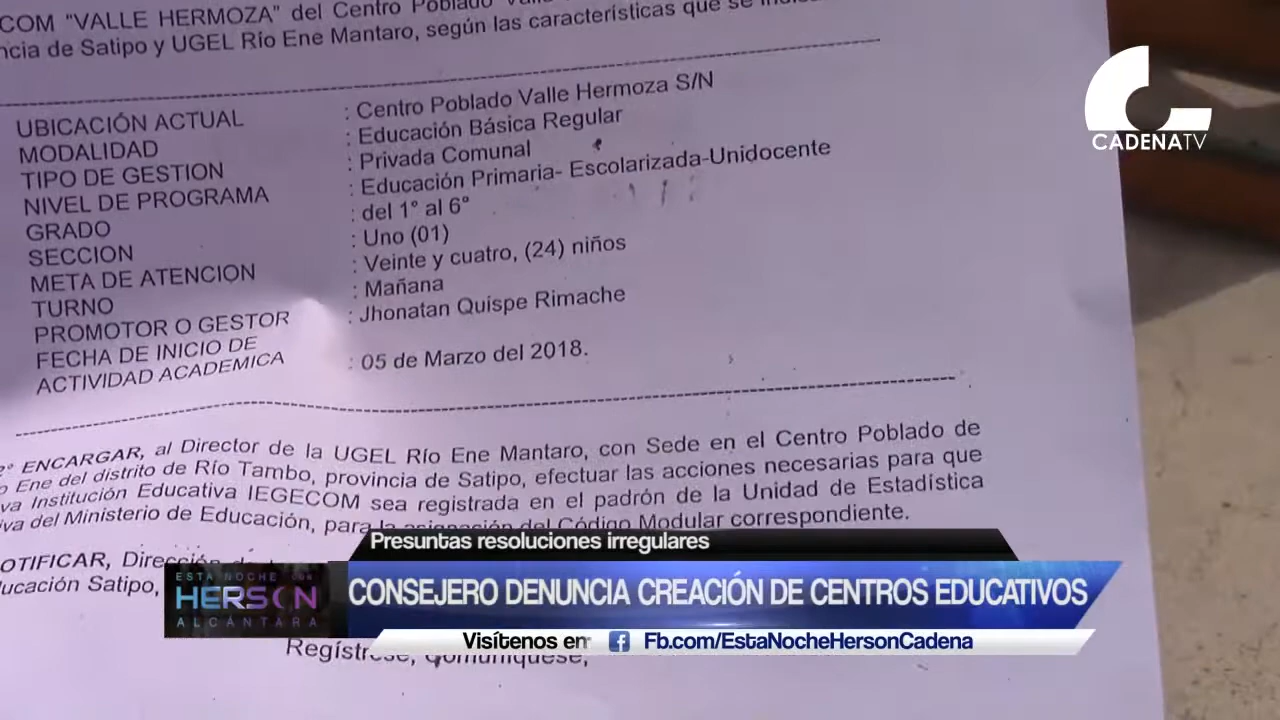 COM "VALLE HERMOZA" del Centro Poblado
ncia de Satipo y UGEL Río Ene Mantaro, según las características que se
UBICACIÓN ACTUAL : Centro Poblado Valle Hermoza S/N
MODALIDAD : Educación Básica Regular
TIPO DE GESTION : Privada Comunal
NIVEL DE PROGRAMA : Educación Primaria- Escolarizada-Unidocente
GRADO : del 1° al 6°
SECCION : Uno (01)
META DE ATENCION : Veinte y cuatro, (24) niños
TURNO : Mañana
PROMOTOR O GESTOR : Jhonatan Quispe Rimache
FECHA DE INICIO DE
ACTIVIDAD ACADEMICA : 05 de Marzo del 2018.
ENCARGAR, al Director de la UGEL Río Ene Mantaro, con Sede en el Centro Poblado de
o Ene del distrito de Río Tambo, provincia de Satipo, efectuar las acciones necesarias para que
va Institución Educativa IEGECOM sea registrada en el padrón de la Unidad de Estadística
iva del Ministerio de Educación, para la asignación del Código Modular correspondiente.
OTIFICAR, Dirección
ucación Satipo,
Regístrese, Comuníquese,
CADENATV
Presuntas resoluciones irregulares
ESTA NOCHE CON
HERSON
ALCÁNTARA
CONSEJERO DENUNCIA CREACIÓN DE CENTROS EDUCATIVOS
Visítenos en Fb.com/EstaNocheHersonCadena